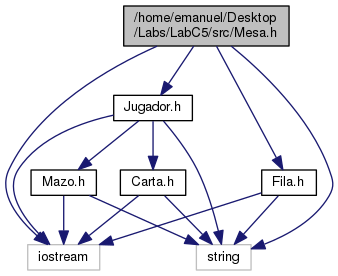 /home/emanuel/Desktop
/Labs/LabC5/src/Mesa.h
Jugador.h
Mazo.h
Carta.h
Fila.h
iostream
string